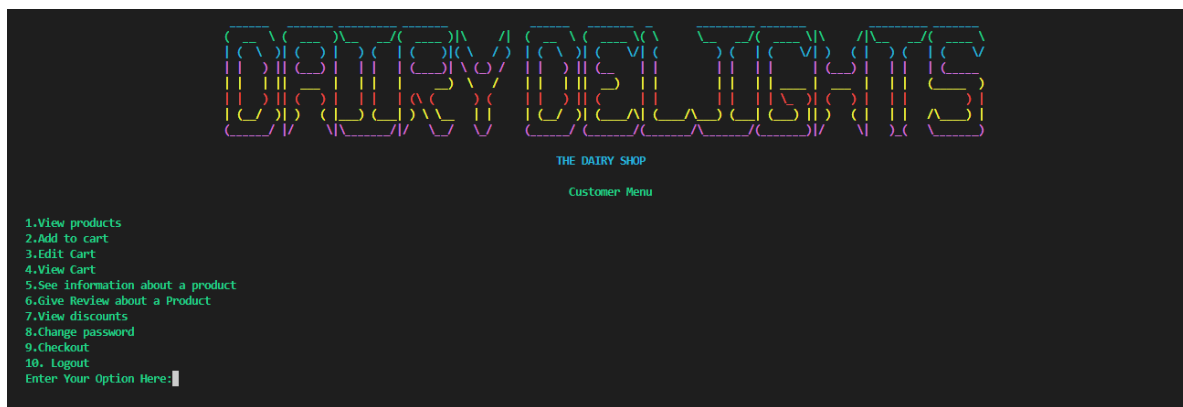 DAIRY DELIGHTS
THE DAIRY SHOP
Customer Menu
1.View products
2.Add to cart
3.Edit Cart
4.View Cart
5.See information about a product
6.Give Review about a Product
7.View discounts
8.Change password
9.Checkout
10. Logout
Enter Your Option Here: